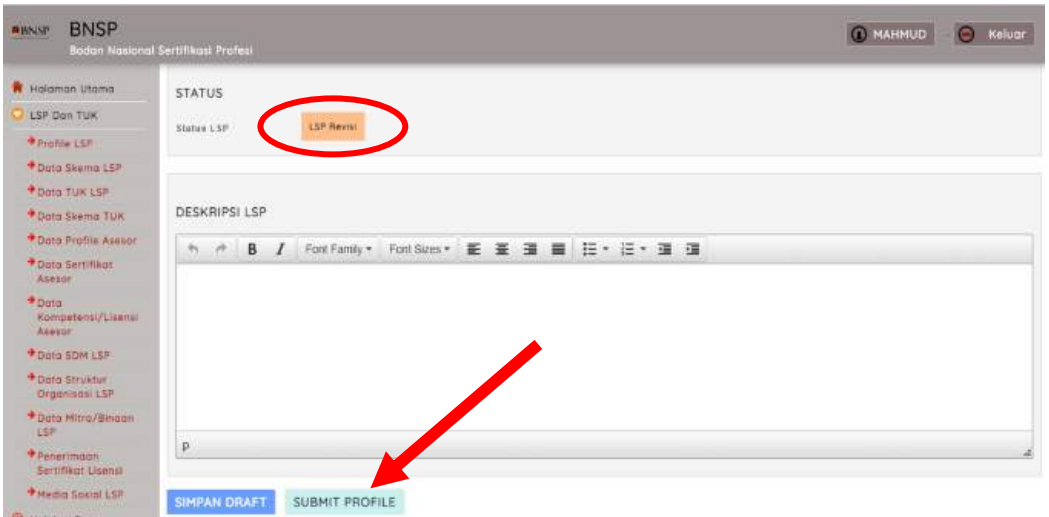 BNSP
BNSP
Badan Nasional Sertifikasi Profesi
MAHMUD
Keluar
Halaman Utama
LSP Dan TUK
Profile LSP
Data Skema LSP
Data TUK LSP
Data Skema TUK
Data Profile Asesor
Data Sertifikat
Asesor
Data
Kompetensi/Lisensi
Asesor
Data SDM LSP
Data Struktur
Organisasi LSP
Data Mitra/Binaan
LSP
Penerimaan
Sertifikat Lisensi
Media Sosial LSP
STATUS
Status LSP
LSP Revisi
DESKRIPSI LSP
B I Font Family Font Sizes
p
SIMPAN DRAFT
SUBMIT PROFILE